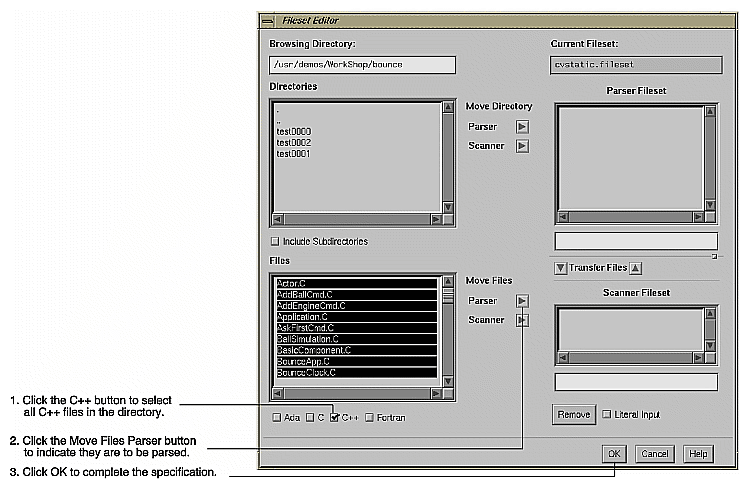 Fileset Editor
Browsing Directory:
Current Fileset:
/usr/demos/WorkShop/bounce
cvstatic.fileset
Directories
Parser Fileset
Move Directory
.
..
test0000
test0002
test0001
Parser
Scanner
Include Subdirectories
Transfer Files
Files
Move Files
Scanner Fileset
Actor.C
AddBallCmd.C
AddEngineCmd.C
Application.C
AskFirstCmd.C
BallSimulation.C
BasicComponent.C
BounceApp.C
BounceClock.C
Parser
Scanner
1. Click the C++ button to select
all C++ files in the directory.
Ada C C++ Fortran
Remove Literal Input
2. Click the Move Files Parser button
to indicate they are to be parsed.
3. Click OK to complete the specification.
OK Cancel Help